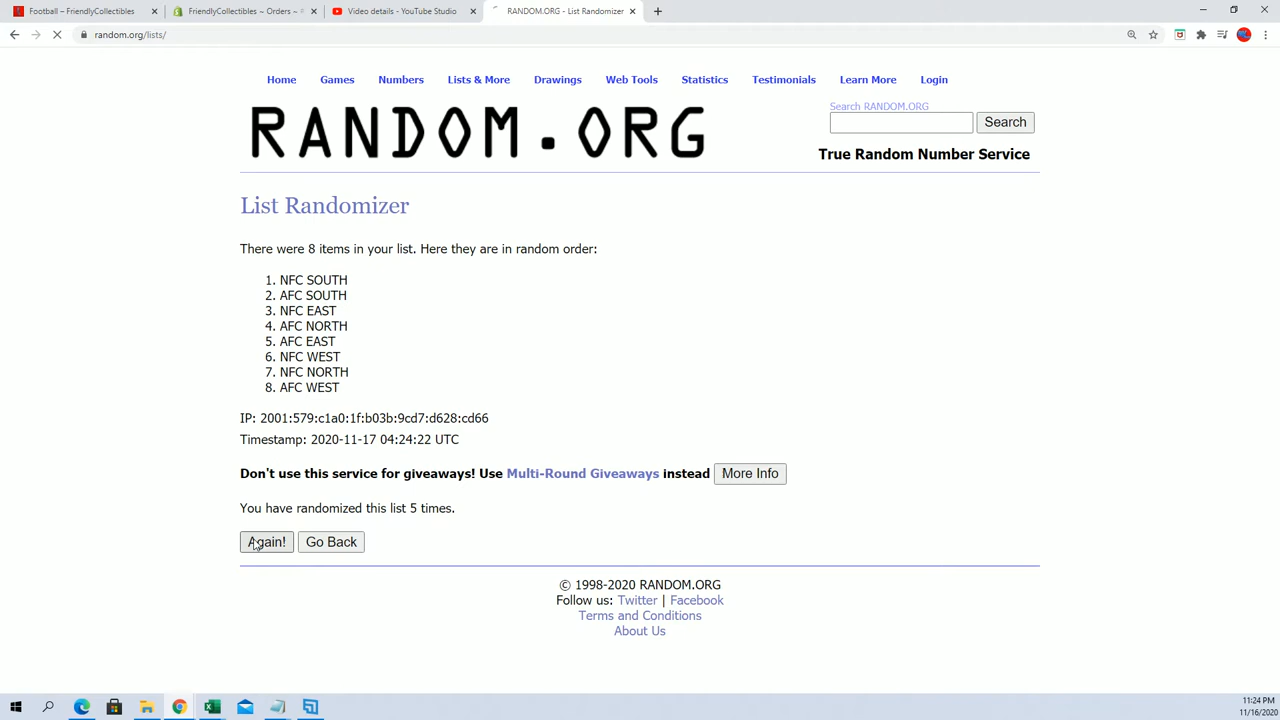 Football ~ FriendlyCollectibles
FriendlyCollectibles ~ Orders ~
Video details - YouTube Studio
RANDOM.ORG - List Randomizer
random.org/lists/
Home Games Numbers Lists & More Drawings Web Tools Statistics Testimonials Learn More Login
RANDOM.ORG
Search RANDOM.ORG
Search
True Random Number Service
List Randomizer
There were 8 items in your list. Here they are in random order:
1. NFC SOUTH
2. AFC SOUTH
3. NFC EAST
4. AFC NORTH
5. AFC EAST
6. NFC WEST
7. NFC NORTH
8. AFC WEST
IP: 2001:579:c1a0:1f:b03b:9cd7:d628:cd66
Timestamp: 2020-11-17 04:24:22 UTC
Don't use this service for giveaways! Use Multi-Round Giveaways instead More Info
You have randomized this list 5 times.
Again! Go Back
© 1998-2020 RANDOM.ORG
Follow us: Twitter | Facebook
Terms and Conditions
About Us
11:24 PM
11/16/2020